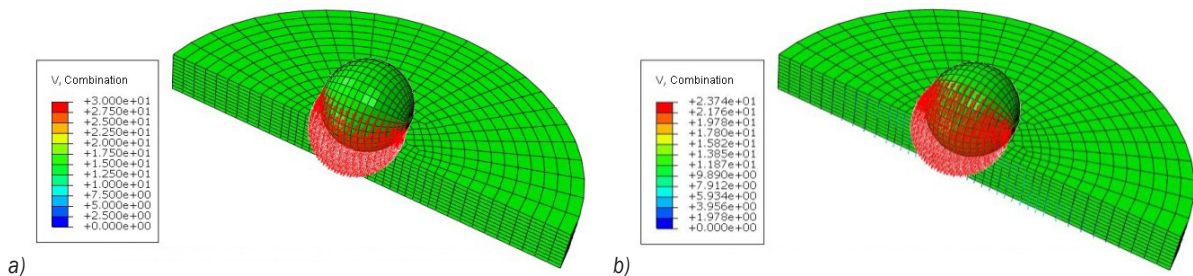 V, Combination
+3.000e+01
+2.750e+01
+2.500e+01
+2.250e+01
+2.000e+01
+1.750e+01
+1.500e+01
+1.250e+01
+1.000e+01
+7.500e+00
+5.000e+00
+2.500e+00
+0.000e+00
a)
V, Combination
+2.374e+01
+2.176e+01
+1.978e+01
+1.780e+01
+1.582e+01
+1.385e+01
+1.187e+01
+9.890e+00
+7.912e+00
+5.934e+00
+3.956e+00
+1.978e+00
+0.000e+00
b)